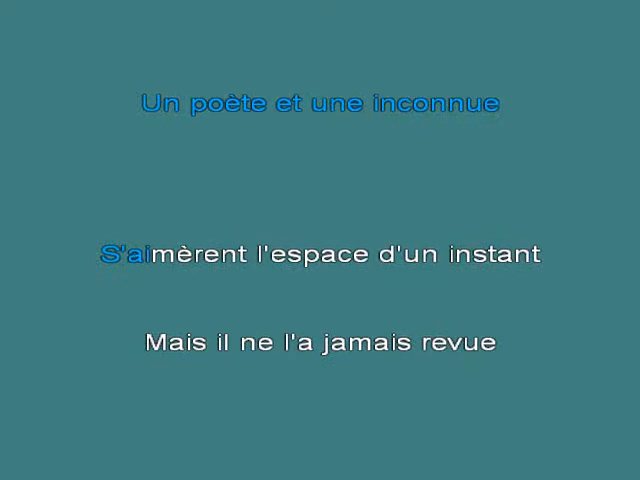 Un poète et une inconnue
S'aimèrent l'espace d'un instant
Mais il ne l'a jamais revue